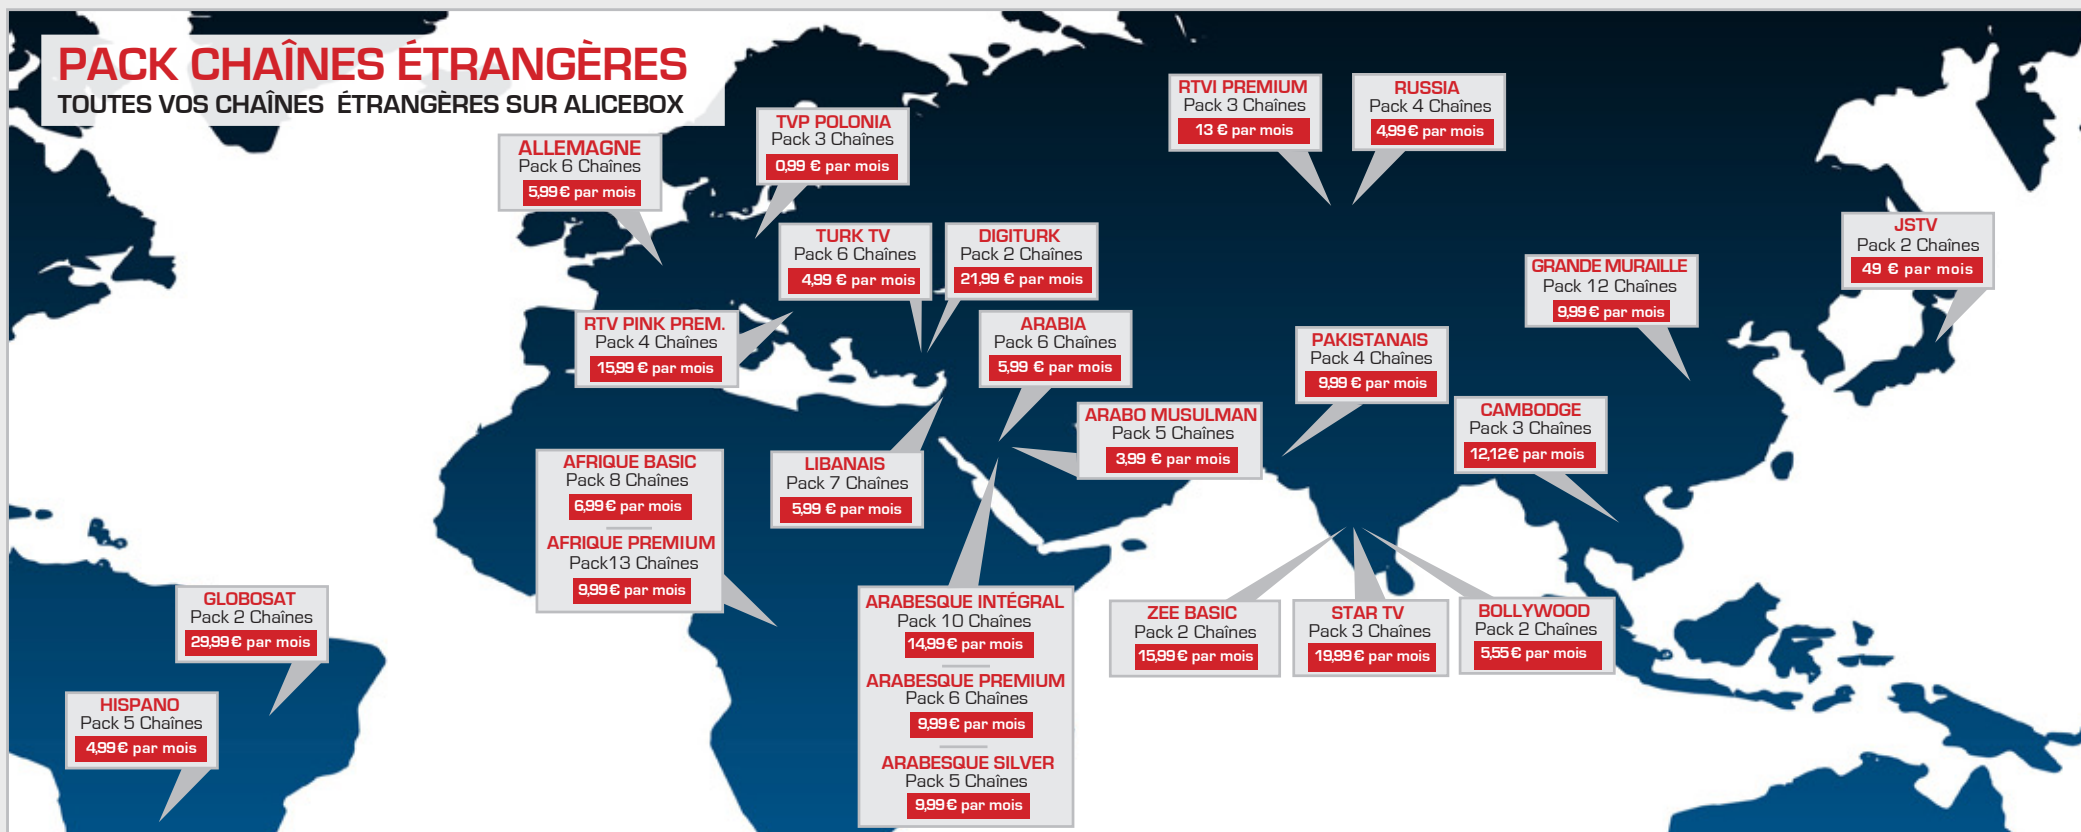 PACK CHAÎNES ÉTRANGÈRES
TOUTES VOS CHAÎNES ÉTRANGÈRES SUR ALICEBOX
RTVI PREMIUM
Pack 3 Chaînes
13 € par mois
RUSSIA
Pack 4 Chaînes
4,99 € par mois
TVP POLONIA
Pack 3 Chaînes
0,99 € par mois
ALLEMAGNE
Pack 6 Chaînes
5,99 € par mois
TURK TV
Pack 6 Chaînes
4,99 € par mois
DIGITURK
Pack 2 Chaînes
21,99 € par mois
JSTV
Pack 2 Chaînes
49 € par mois
GRANDE MURAILLE
Pack 12 Chaînes
9,99 € par mois
RTV PINK PREM.
Pack 4 Chaînes
15,99 € par mois
ARABIA
Pack 6 Chaînes
5,99 € par mois
PAKISTANAIS
Pack 4 Chaînes
9,99 € par mois
ARABO MUSULMAN
Pack 5 Chaînes
3,99 € par mois
CAMBODGE
Pack 3 Chaînes
12,12€ par mois
AFRIQUE BASIC
Pack 8 Chaînes
6,99 € par mois
AFRIQUE PREMIUM
Pack13 Chaînes
9,99 € par mois
LIBANAIS
Pack 7 Chaînes
5,99 € par mois
GLOBOSAT
Pack 2 Chaînes
29,99 € par mois
HISPANO
Pack 5 Chaînes
4,99 € par mois
ARABESQUE INTÉGRAL
Pack 10 Chaînes
14,99 € par mois
ARABESQUE PREMIUM
Pack 6 Chaînes
9,99 € par mois
ARABESQUE SILVER
Pack 5 Chaînes
9,99 € par mois
ZEE BASIC
Pack 2 Chaînes
15,99 € par mois
STAR TV
Pack 3 Chaînes
19,99 € par mois
BOLLYWOOD
Pack 2 Chaînes
5,55 € par mois